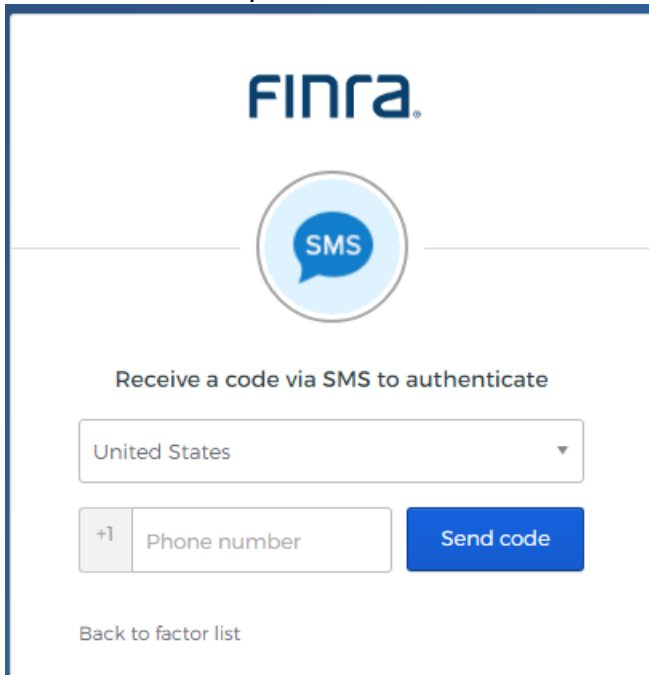 Finra®
SMS
Receive a code via SMS to authenticate
United States
+1 Phone number Send code
Back to factor list